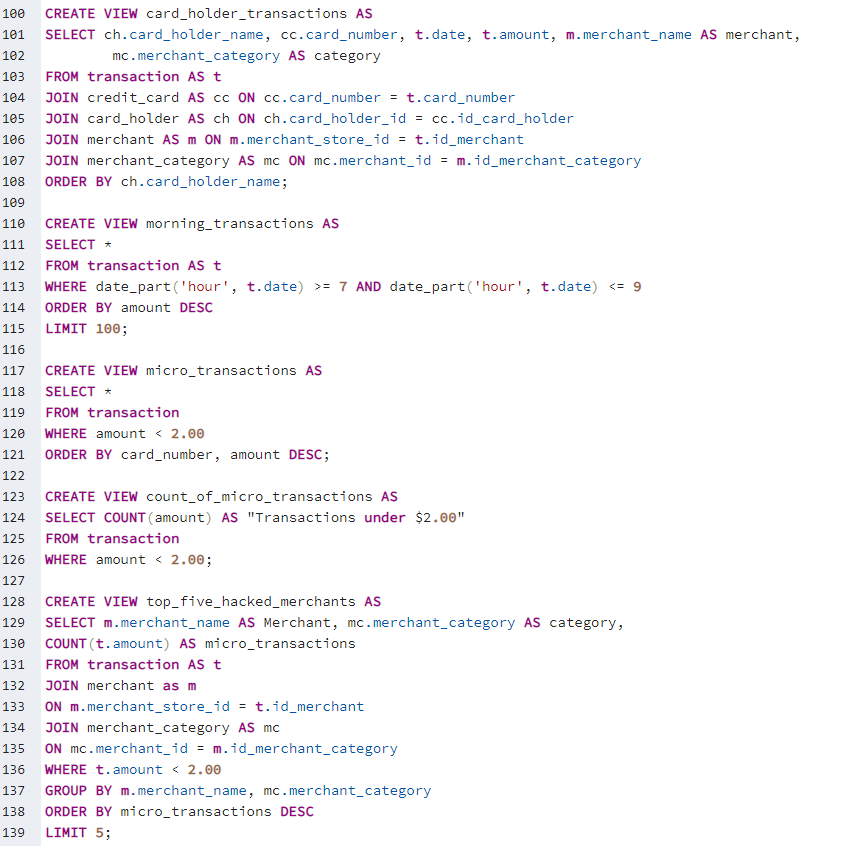 100 CREATE VIEW card_holder_transactions AS
101 SELECT ch.card_holder_name, cc.card_number, t.date, t.amount, m.merchant_name AS merchant,
102         mc.merchant_category AS category
103 FROM transaction AS t
104 JOIN credit_card AS cc ON cc.card_number = t.card_number
105 JOIN card_holder AS ch ON ch.card_holder_id = cc.id_card_holder
106 JOIN merchant AS m ON m.merchant_store_id = t.id_merchant
107 JOIN merchant_category AS mc ON mc.merchant_id = m.id_merchant_category
108 ORDER BY ch.card_holder_name;
109
110 CREATE VIEW morning_transactions AS
111 SELECT *
112 FROM transaction AS t
113 WHERE date_part('hour', t.date) >= 7 AND date_part('hour', t.date) <= 9
114 ORDER BY amount DESC
115 LIMIT 100;
116
117 CREATE VIEW micro_transactions AS
118 SELECT *
119 FROM transaction
120 WHERE amount < 2.00
121 ORDER BY card_number, amount DESC;
122
123 CREATE VIEW count_of_micro_transactions AS
124 SELECT COUNT(amount) AS "Transactions under $2.00"
125 FROM transaction
126 WHERE amount < 2.00;
127
128 CREATE VIEW top_five_hacked_merchants AS
129 SELECT m.merchant_name AS Merchant, mc.merchant_category AS category,
130 COUNT(t.amount) AS micro_transactions
131 FROM transaction AS t
132 JOIN merchant as m
133 ON m.merchant_store_id = t.id_merchant
134 JOIN merchant_category AS mc
135 ON mc.merchant_id = m.id_merchant_category
136 WHERE t.amount < 2.00
137 GROUP BY m.merchant_name, mc.merchant_category
138 ORDER BY micro_transactions DESC
139 LIMIT 5;